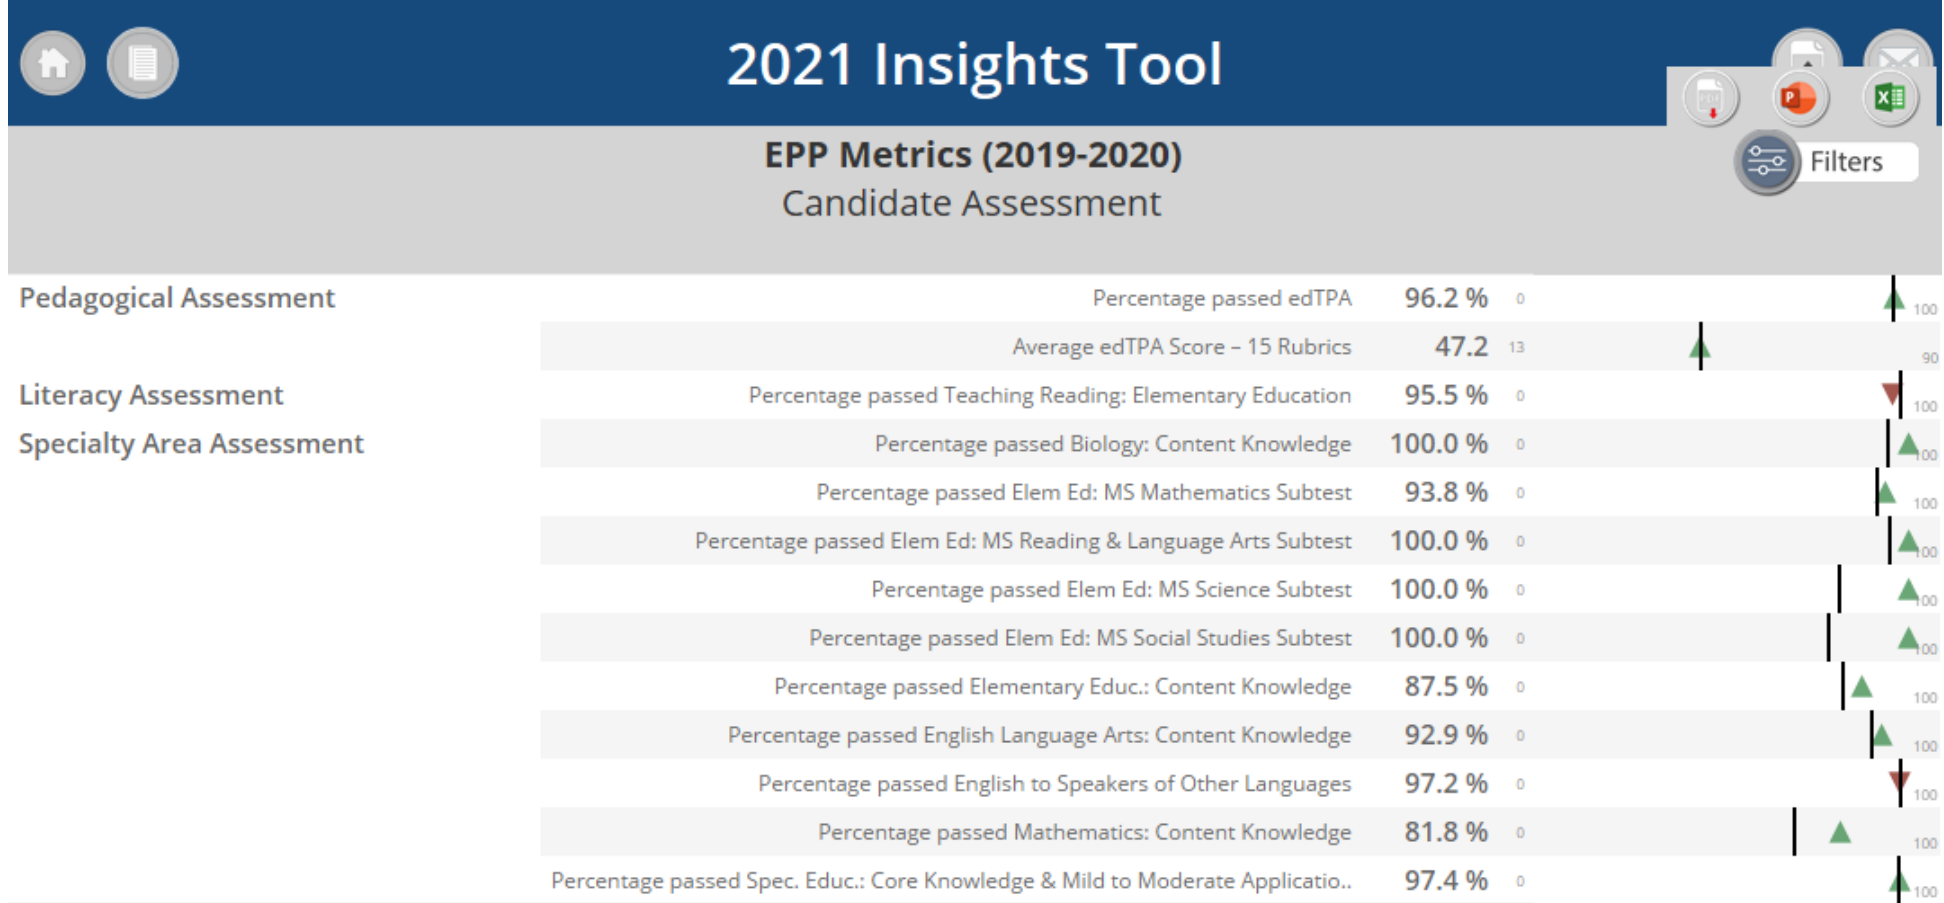 2021 Insights Tool
PDF
P
X
EPP Metrics (2019-2020)
Filters
Candidate Assessment
Pedagogical Assessment Percentage passed edTPA 96.2 % 0 100
Average edTPA Score – 15 Rubrics 47.2 13 90
Literacy Assessment Percentage passed Teaching Reading: Elementary Education 95.5 % 0 100
Specialty Area Assessment Percentage passed Biology: Content Knowledge 100.0 % 0 100
Percentage passed Elem Ed: MS Mathematics Subtest 93.8 % 0 100
Percentage passed Elem Ed: MS Reading & Language Arts Subtest 100.0 % 0 100
Percentage passed Elem Ed: MS Science Subtest 100.0 % 0 100
Percentage passed Elem Ed: MS Social Studies Subtest 100.0 % 0 100
Percentage passed Elementary Educ.: Content Knowledge 87.5 % 0 100
Percentage passed English Language Arts: Content Knowledge 92.9 % 0 100
Percentage passed English to Speakers of Other Languages 97.2 % 0 100
Percentage passed Mathematics: Content Knowledge 81.8 % 0 100
Percentage passed Spec. Educ.: Core Knowledge & Mild to Moderate Applicatio.. 97.4 % 0 100